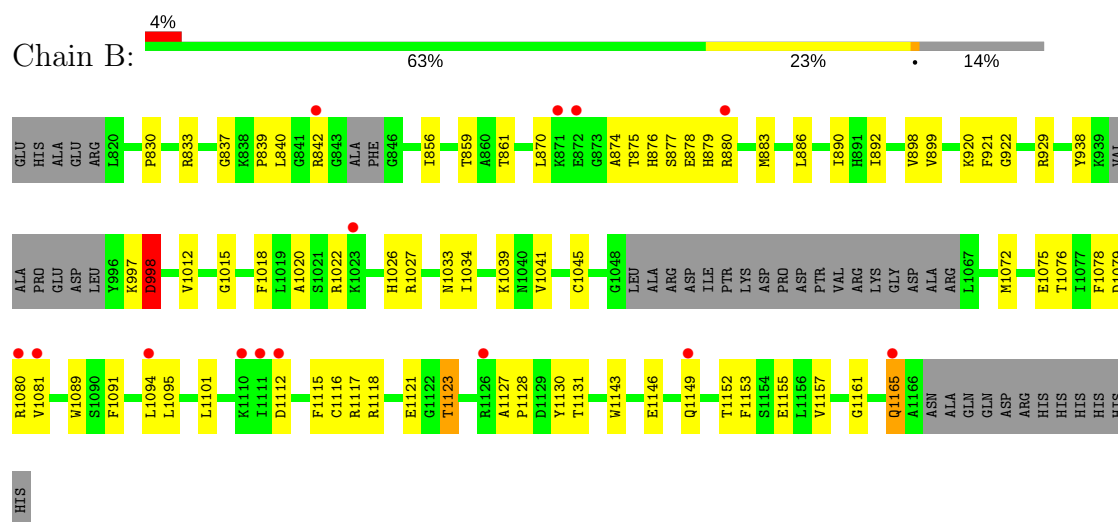 4%
Chain B:
63% 23% • 14%
GLU HIS ALA GLU ARG L820 P830 R833 G837 K838 P839 L840 G841 R842 G843 ALA PHE G846 I856 T859 A860 T861 L870 K871 E872 G873 A874 T875 H876 S877 E878 H879 R880 M883 L886 I890 H891 I892 V898 V899 K920 F921 G922 R929 Y938 K939 VAL
ALA PRO GLU ASP LEU Y996 K997 D998 V1012 G1015 F1018 L1019 A1020 S1021 R1022 K1023 H1026 R1027 N1033 I1034 K1039 N1040 V1041 C1045 G1048 LEU ALA ARG ASP ILE PTR LYS ASP PRO ASP PTR VAL ARG LYS GLY ASP ALA ARG L1067 M1072 E1075 T1076 I1077 F1078 D1079
R1080 V1081 W1089 S1090 F1091 L1094 L1095 L1101 K1110 I1111 D1112 F1115 C1116 R1117 R1118 E1121 G1122 T1123 R1126 A1127 P1128 D1129 Y1130 T1131 W1143 E1146 Q1149 T1152 F1153 S1154 E1155 L1156 V1157 G1161 Q1165 A1166 ASN ALA GLN GLN ASP ARG HIS HIS HIS HIS HIS
HIS